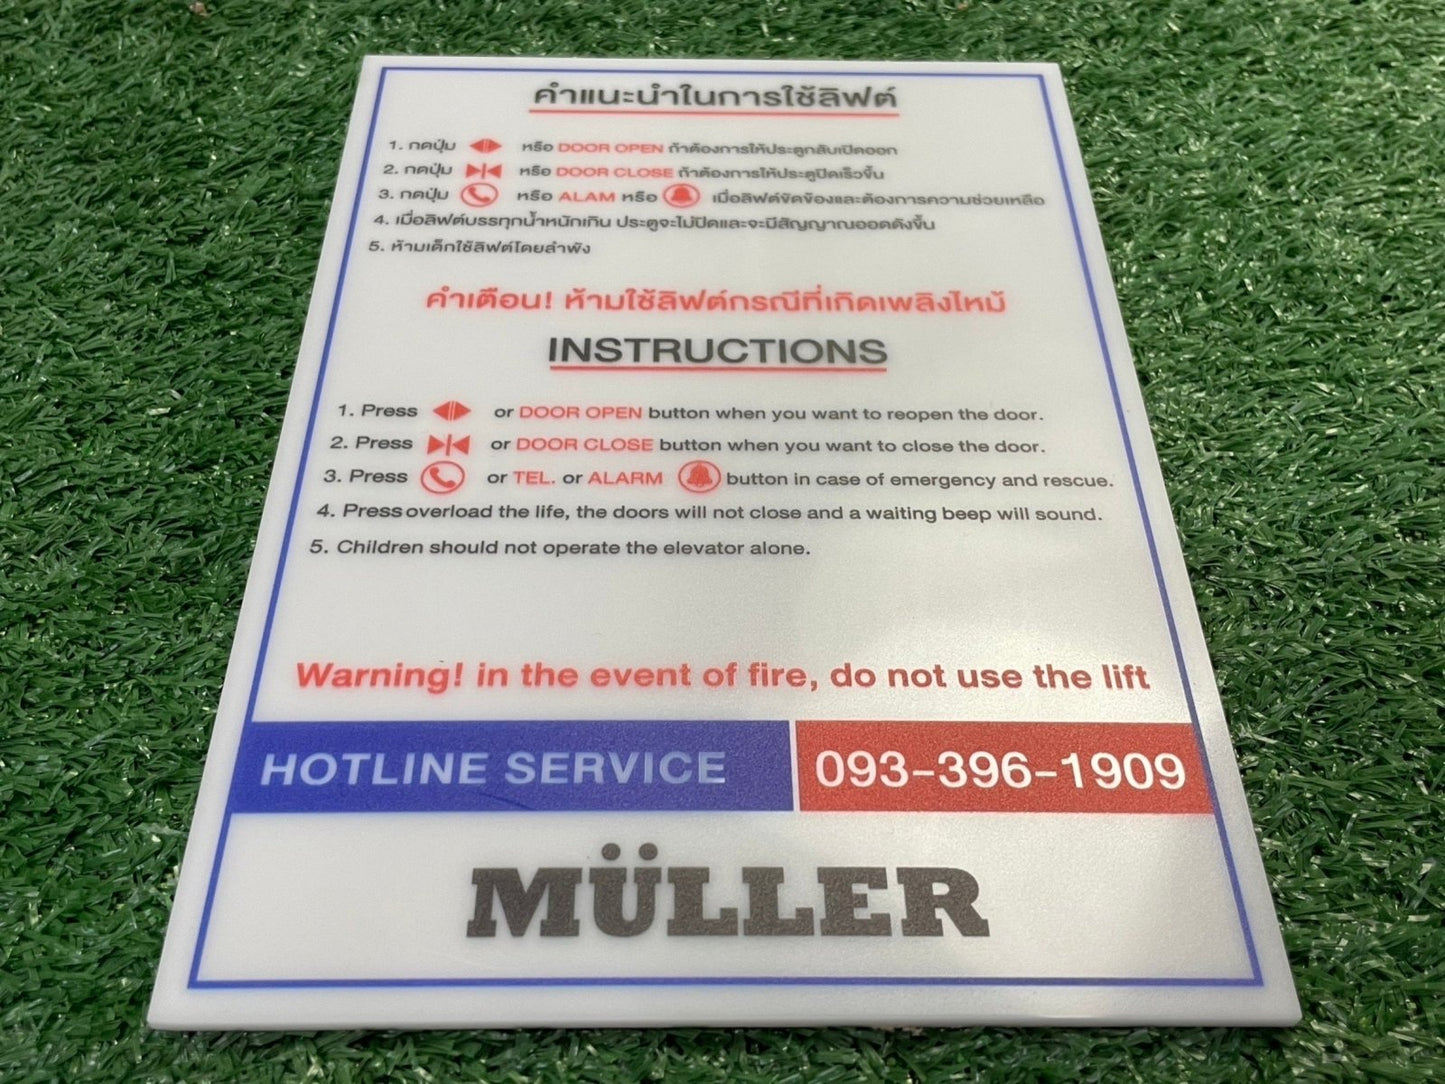 คำแนะนำในการใช้ลิฟต์
1. กดปุ่ม หรือ DOOR OPEN ถ้าต้องการให้ประตูกลับเปิดออก
2. กดปุ่ม หรือ DOOR CLOSE ถ้าต้องการให้ประตูปิดเร็วขึ้น
3. กดปุ่ม หรือ ALAM หรือ เมื่อลิฟต์ขัดข้องและต้องการความช่วยเหลือ
4. เมื่อลิฟต์บรรทุกน้ำหนักเกิน ประตูจะไม่ปิดและจะมีสัญญาณออดดังขึ้น
5. ห้ามเด็กใช้ลิฟต์โดยลำพัง
คำเตือน! ห้ามใช้ลิฟต์กรณีที่เกิดเพลิงไหม้
INSTRUCTIONS
1. Press or DOOR OPEN button when you want to reopen the door.
2. Press or DOOR CLOSE button when you want to close the door.
3. Press or TEL. or ALARM button in case of emergency and rescue.
4. Press overload the life, the doors will not close and a waiting beep will sound.
5. Children should not operate the elevator alone.
Warning! in the event of fire, do not use the lift
HOTLINE SERVICE 093-396-1909
MÜLLER